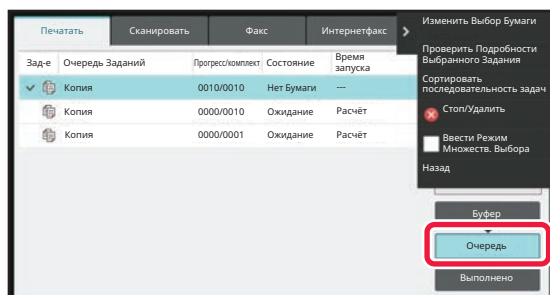 Печатать Сканировать Факс Интернетфакс
Зад-е Очередь Заданий Прогресс/комплект Состояние Время запуска
Копия 0010/0010 Нет Бумаги ---
Копия 0000/0010 Ожидание Расчёт
Копия 0000/0001 Ожидание Расчёт
Изменить Выбор Бумаги
Проверить Подробности
Выбранного Задания
Сортировать
последовательность задач
Стоп/Удалить
Ввести Режим
Множеств. Выбора
Назад
Буфер
Очередь
Выполнено